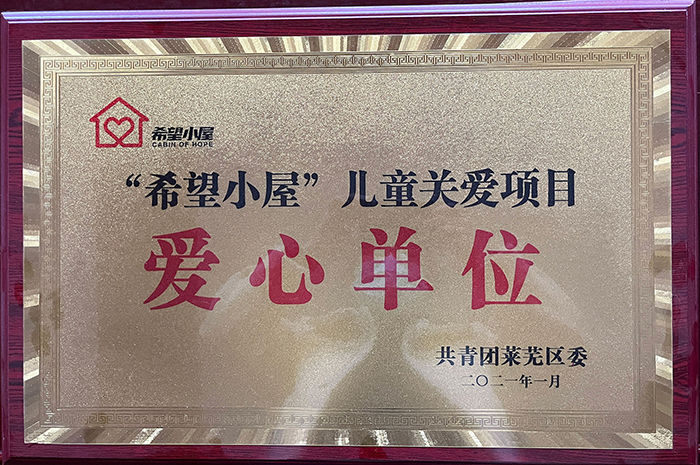 希望小屋
CABIN OF HOPE
“希望小屋”儿童关爱项目
爱心单位
共青团莱芜区委
二〇二一年一月